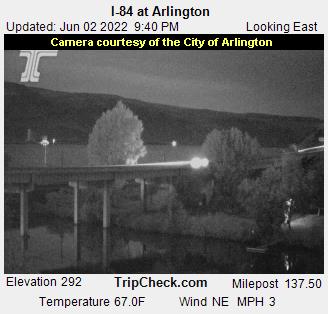 I-84 at Arlington
Updated: Jun 02 2022 9:40 PM Looking East
Camera courtesy of the City of Arlington
Elevation 292 TripCheck.com Milepost 137.50
Temperature 67.0F Wind NE MPH 3